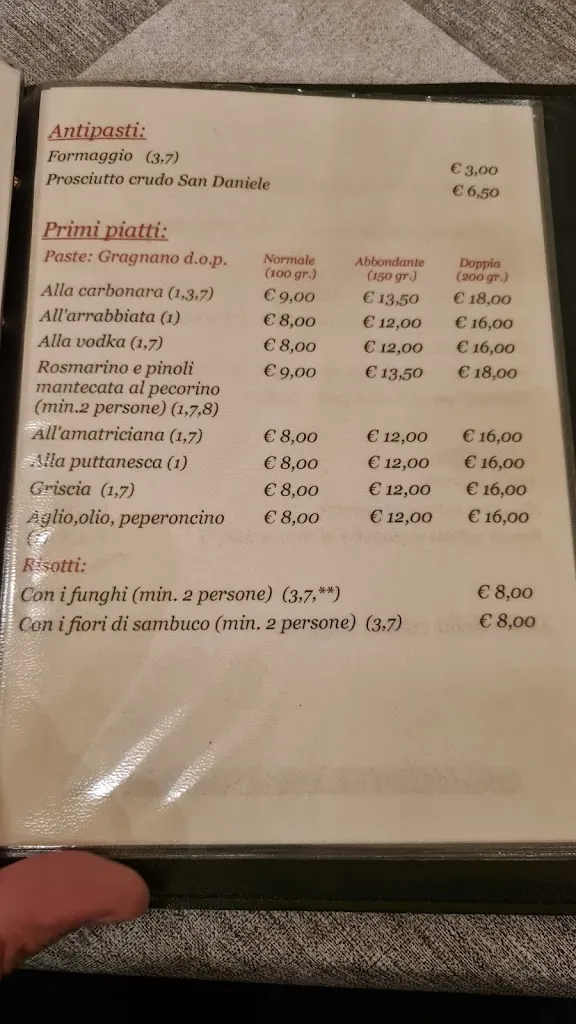 Antipasti:
Formaggio (3,7) € 3,00
Prosciutto crudo San Daniele € 6,50
Primi piatti:
Paste: Gragnano d.o.p. Normale (100 gr.) Abbondante (150 gr.) Doppia (200 gr.)
Alla carbonara (1,3,7) € 9,00 € 13,50 € 18,00
All'arrabbiata (1) € 8,00 € 12,00 € 16,00
Alla vodka (1,7) € 8,00 € 12,00 € 16,00
Rosmarino e pinoli € 9,00 € 13,50 € 18,00
mantecata al pecorino
(min.2 persone) (1,7,8)
All'amatriciana (1,7) € 8,00 € 12,00 € 16,00
Alla puttanesca (1) € 8,00 € 12,00 € 16,00
Griscia (1,7) € 8,00 € 12,00 € 16,00
Aglio,olio, peperoncino € 8,00 € 12,00 € 16,00
Risotti:
Con i funghi (min. 2 persone) (3,7,**) € 8,00
Con i fiori di sambuco (min. 2 persone) (3,7) € 8,00